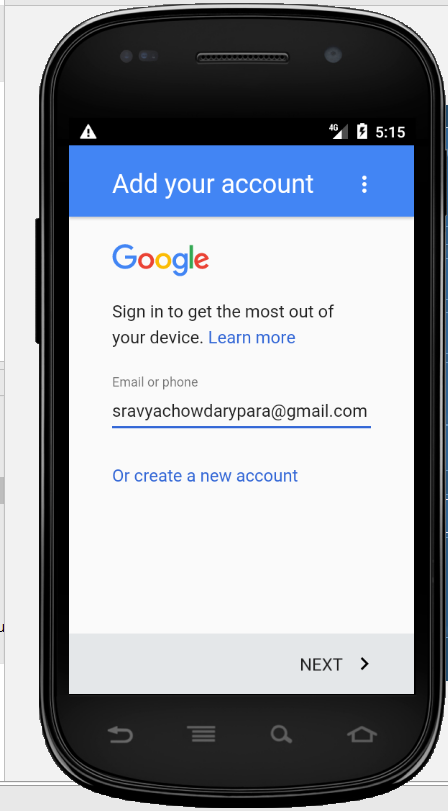 4G 5:15
Add your account
Google
Sign in to get the most out of
your device. Learn more
Email or phone
sravyachowdarypara@gmail.com
Or create a new account
NEXT